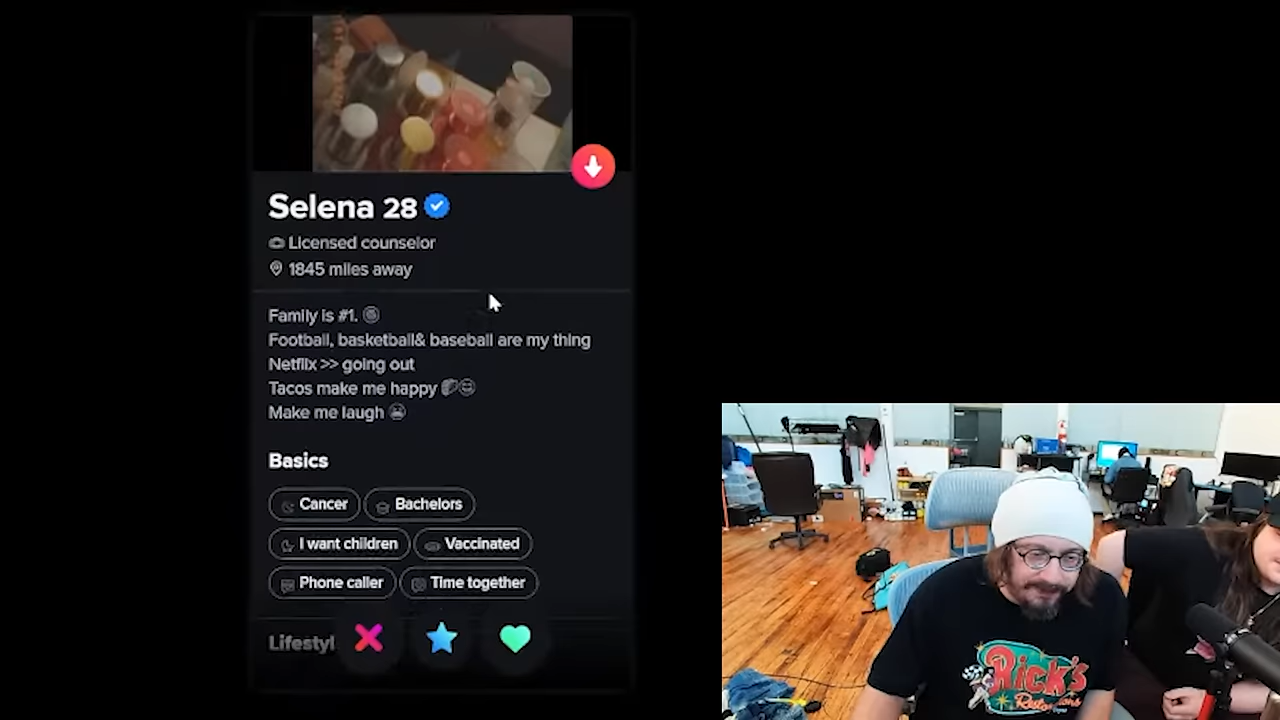 Selena 28
Licensed counselor
1845 miles away
Family is #1.
Football, basketball& baseball are my thing
Netflix >> going out
Tacos make me happy
Make me laugh
Basics
Cancer
Bachelors
I want children
Vaccinated
Phone caller
Time together
Lifestyl
Rick's